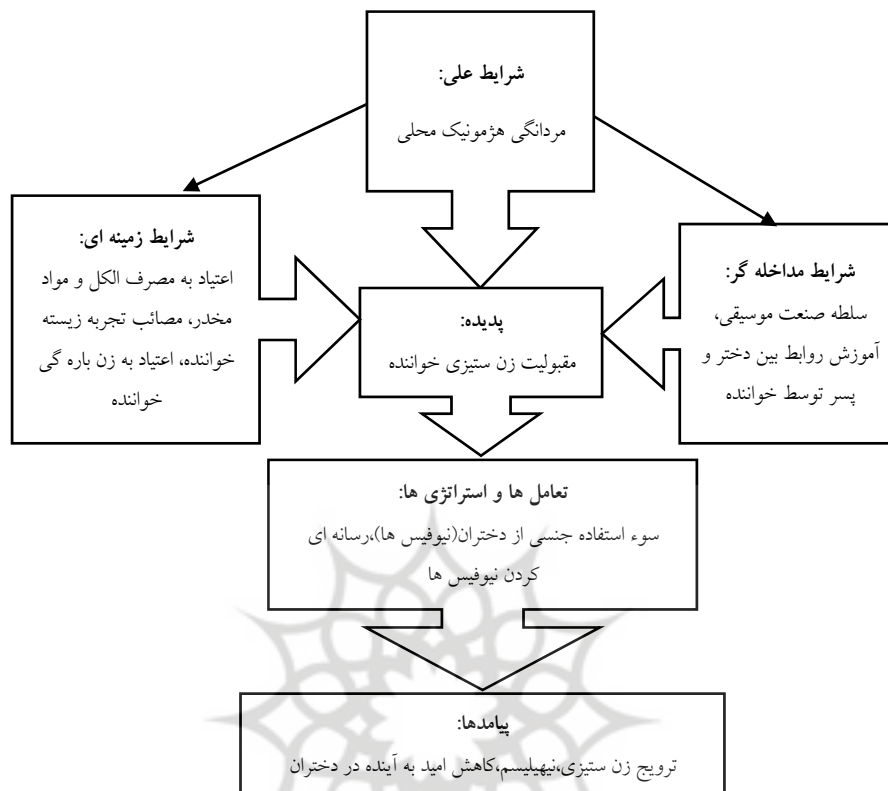 شرایط علی:
مردانگی هژمونیک محلی
شرایط زمینه ای:
اعتیاد به مصرف الکل و مواد
مخدر، مصائب تجربه زیسته
خواننده، اعتیاد به زن باره گی
خواننده
شرایط مداخله گر:
سلطه صنعت موسیقی،
آموزش روابط بین دختر و
پسر توسط خواننده
پدیده:
مقبولیت زن ستیزی خواننده
تعامل ها و استراتژی ها:
سوء استفاده جنسی از دختران(نیوفیس ها)،رسانه ای
کردن نیوفیس ها
پیامدها:
ترویج زن ستیزی،نیهیلیسم،کاهش امید به آینده در دختران